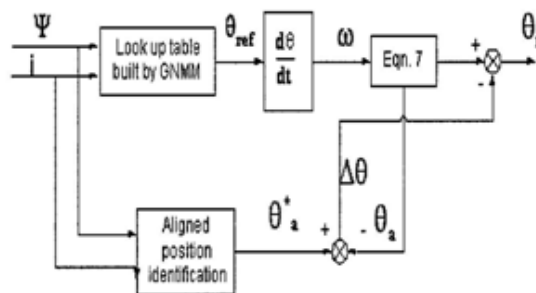 Ψ
i
Look up table
built by GNMM
θref
dθ
dt
ω
Eqn. 7
+
-
Δθ
Aligned
position
identification
θ*a
+
-
θa